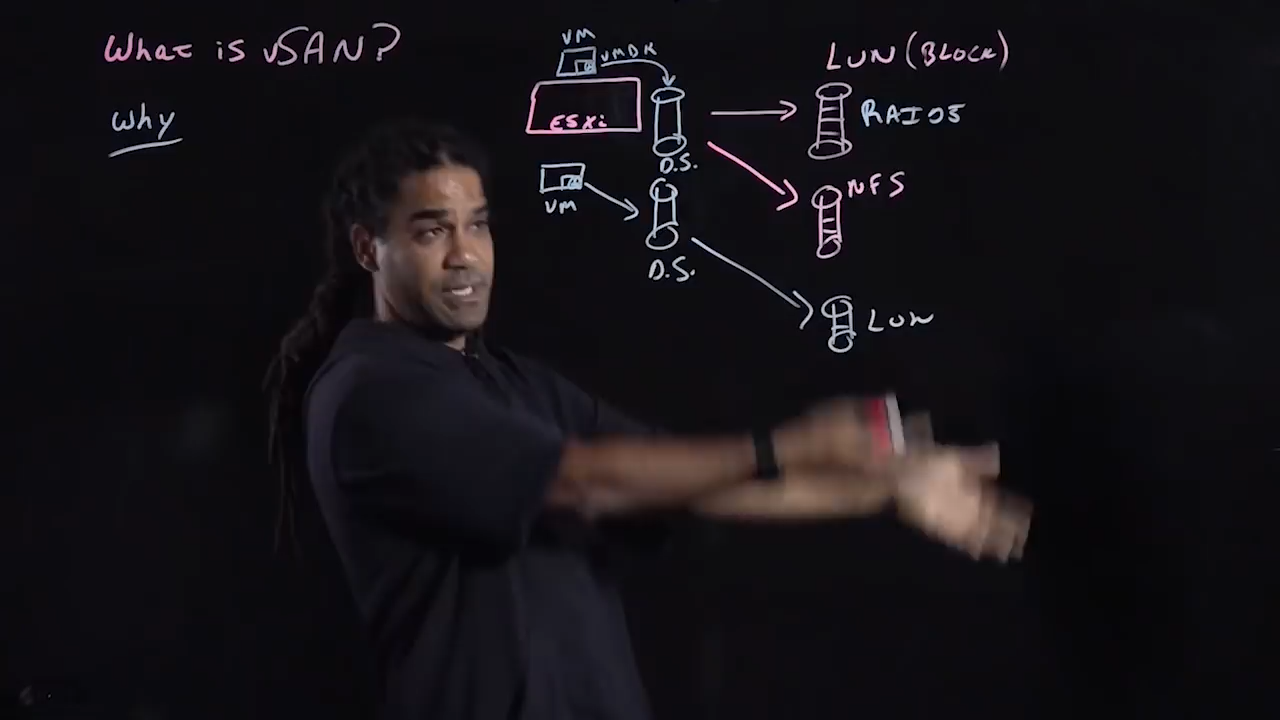 What is vSAN?
Why
VM
VMDK
ESXi
D.S.
VM
D.S.
LUN (BLOCK)
RAID5
NFS
LUN